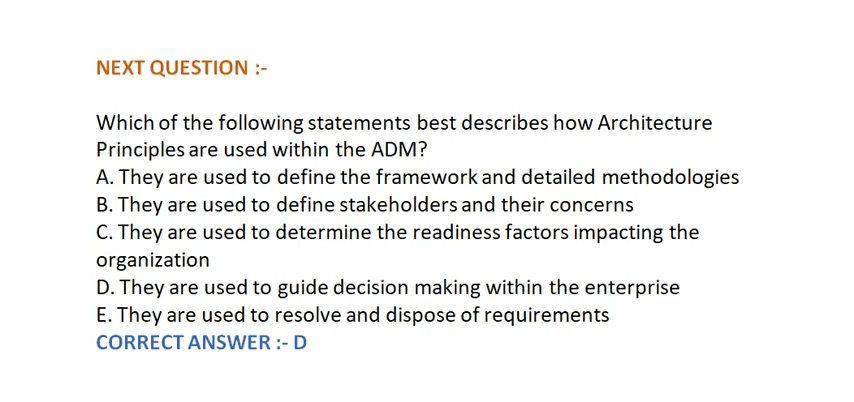 NEXT QUESTION :-
Which of the following statements best describes how Architecture
Principles are used within the ADM?
A. They are used to define the framework and detailed methodologies
B. They are used to define stakeholders and their concerns
C. They are used to determine the readiness factors impacting the
organization
D. They are used to guide decision making within the enterprise
E. They are used to resolve and dispose of requirements
CORRECT ANSWER :- D